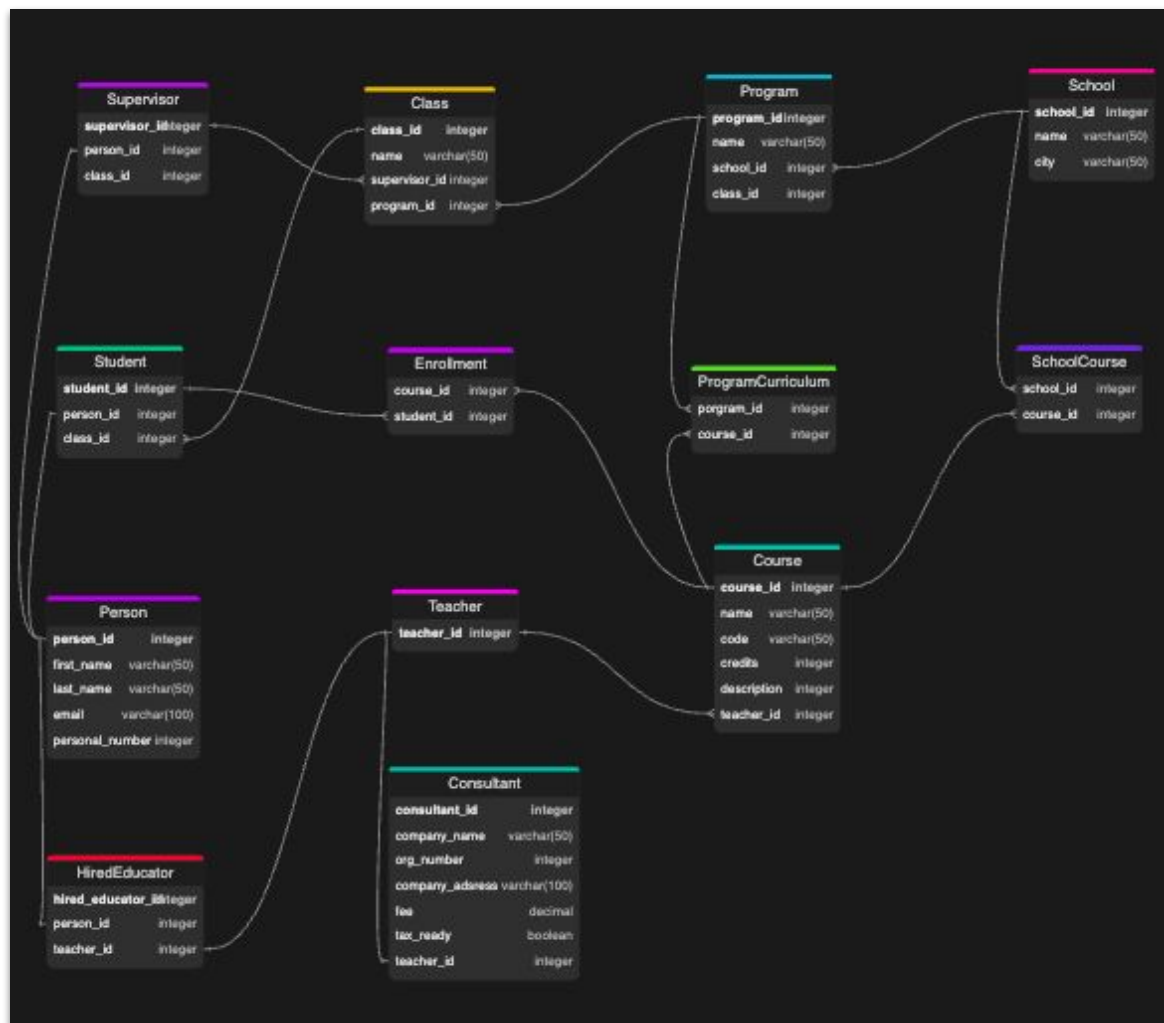 Supervisor
supervisor_id integer
person_id integer
class_id integer
Class
class_id integer
name varchar(50)
supervisor_id integer
program_id integer
Program
program_id integer
name varchar(50)
school_id integer
class_id integer
School
school_id integer
name varchar(50)
city varchar(50)
Student
student_id integer
person_id integer
class_id integer
Enrollment
course_id integer
student_id integer
ProgramCurriculum
porgram_id integer
course_id integer
SchoolCourse
school_id integer
course_id integer
Person
person_id integer
first_name varchar(50)
last_name varchar(50)
email varchar(100)
personal_number integer
Teacher
teacher_id integer
Course
course_id integer
name varchar(50)
code varchar(50)
credits integer
description integer
teacher_id integer
HiredEducator
hired_educator_id integer
person_id integer
teacher_id integer
Consultant
consultant_id integer
company_name varchar(50)
org_number integer
company_adsress varchar(100)
fee decimal
tax_ready boolean
teacher_id integer